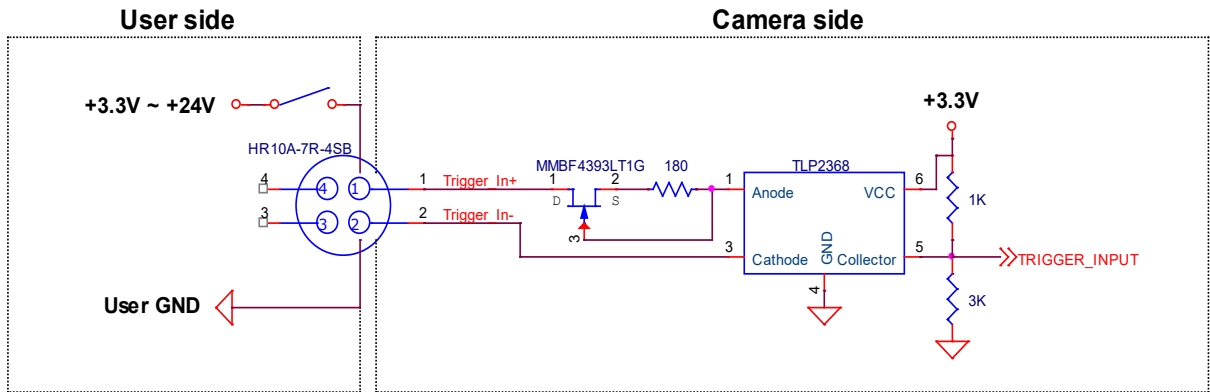 User side
Camera side
+3.3V ~ +24V
+3.3V
HR10A-7R-4SB
MMBF4393LT1G
180
TLP2368
4
4
1
1
Trigger_In+
1
D
2
S
1
Anode
VCC
6
1K
3
3
2
2
Trigger_In-
3
3
Cathode
GND
Collector
5
TRIGGER_INPUT
4
3K
User GND